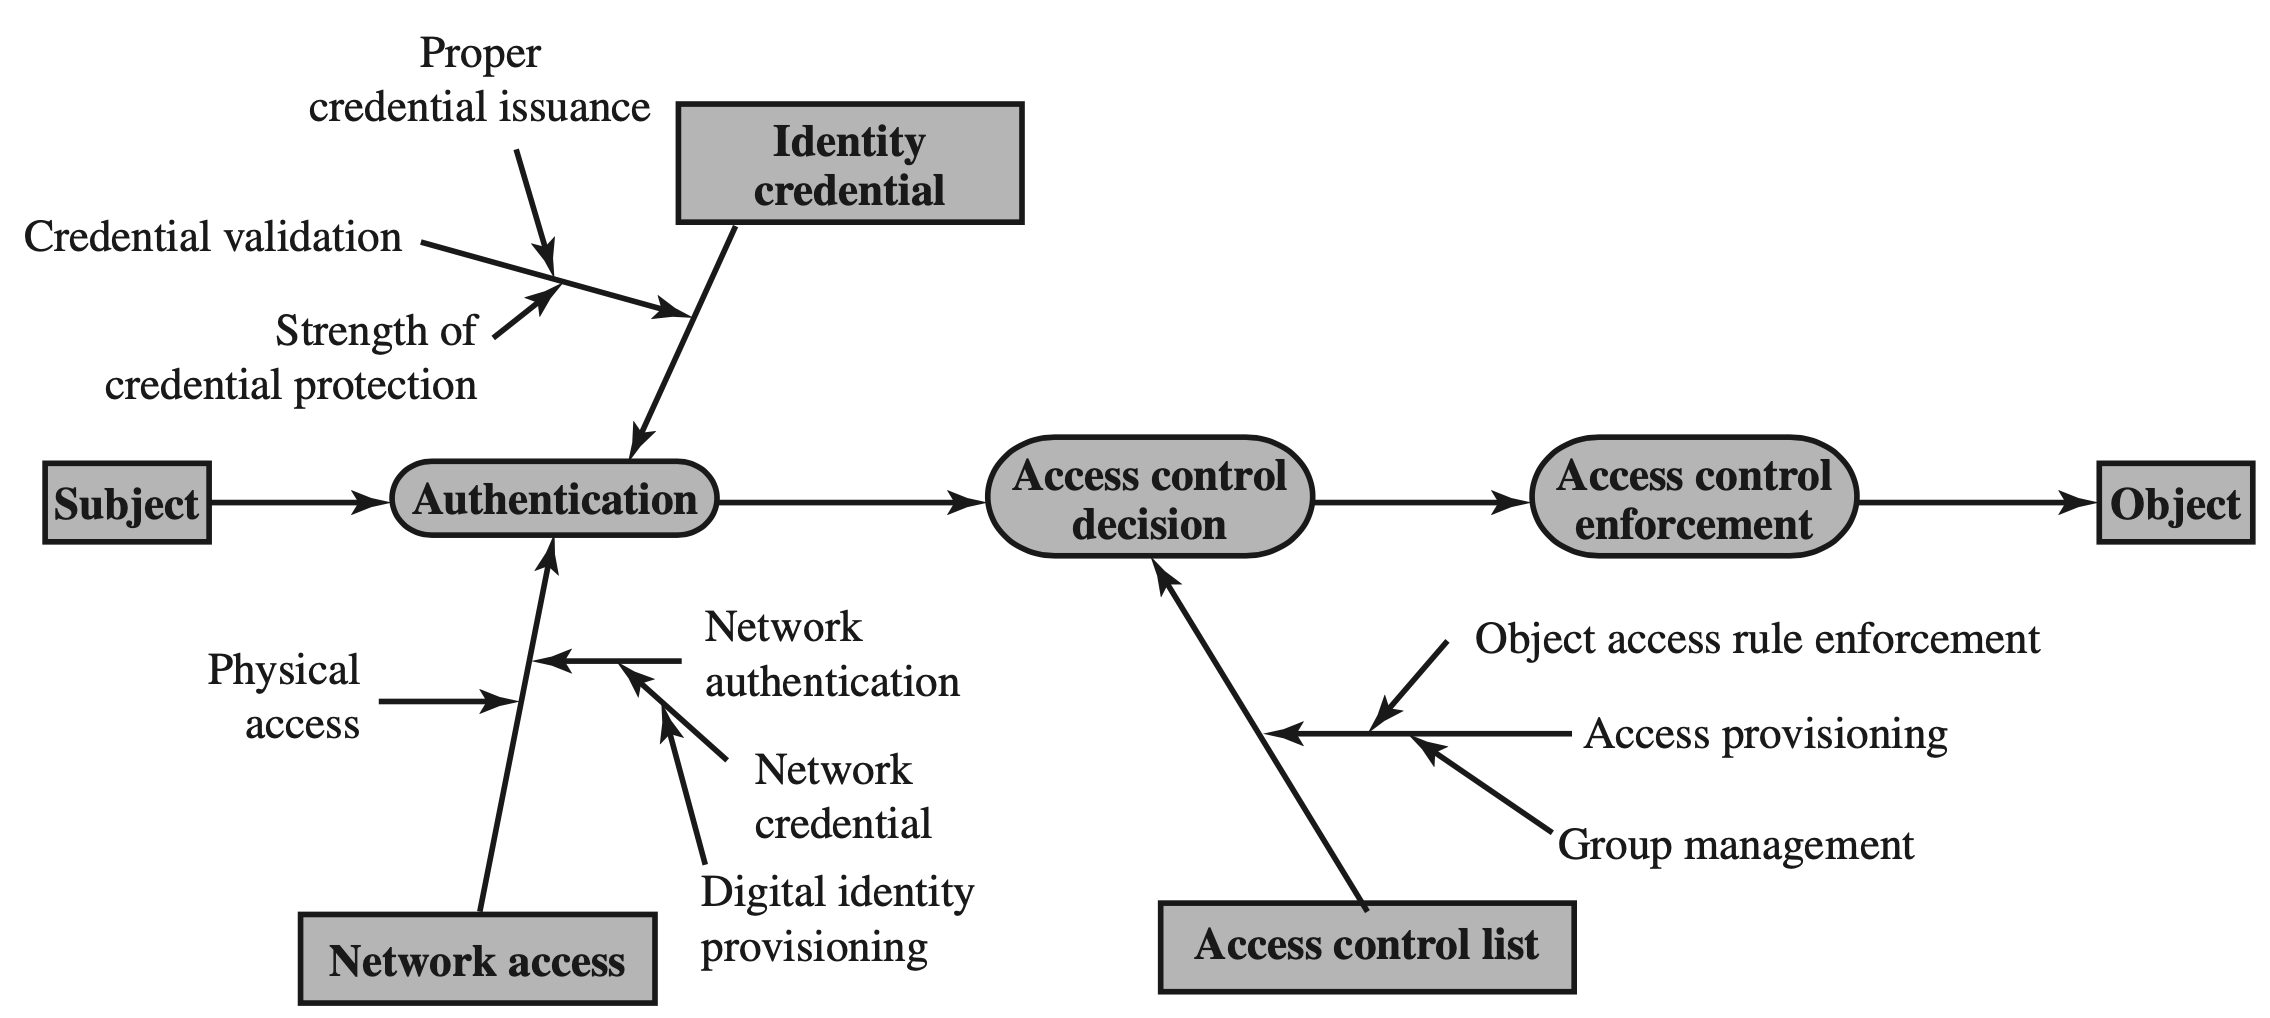 Proper
credential issuance
Identity
credential
Credential validation
Strength of
credential protection
Subject
Authentication
Access control
decision
Access control
enforcement
Object
Physical
access
Network
authentication
Network
credential
Digital identity
provisioning
Network access
Object access rule enforcement
Access provisioning
Group management
Access control list